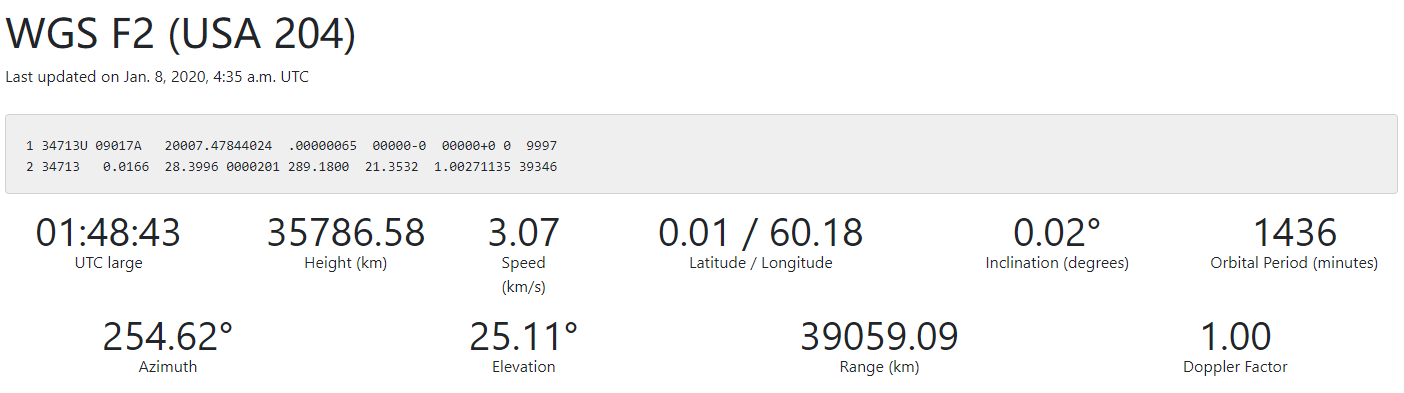 WGS F2 (USA 204)
Last updated on Jan. 8, 2020, 4:35 a.m. UTC
1 34713U 09017A   20007.47844024  .00000065  00000-0  00000+0 0  9997
2 34713   0.0166  28.3996 0000201 289.1800  21.3532  1.00271135 39346
01:48:43 35786.58 3.07 0.01 / 60.18 0.02° 1436
UTC large Height (km) Speed Latitude / Longitude Inclination (degrees) Orbital Period (minutes)
(km/s)
254.62° 25.11° 39059.09 1.00
Azimuth Elevation Range (km) Doppler Factor